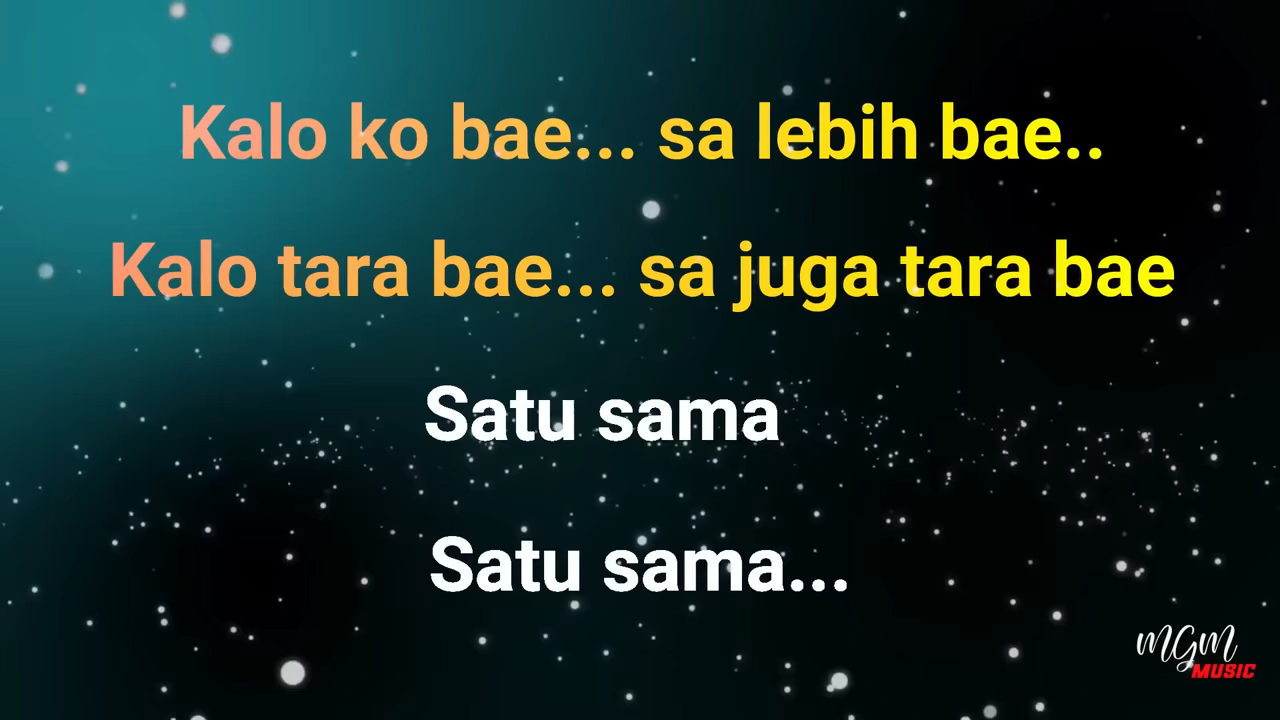 Kalo ko bae... sa lebih bae..
Kalo tara bae... sa juga tara bae
Satu sama
Satu sama...
MGM
MUSIC